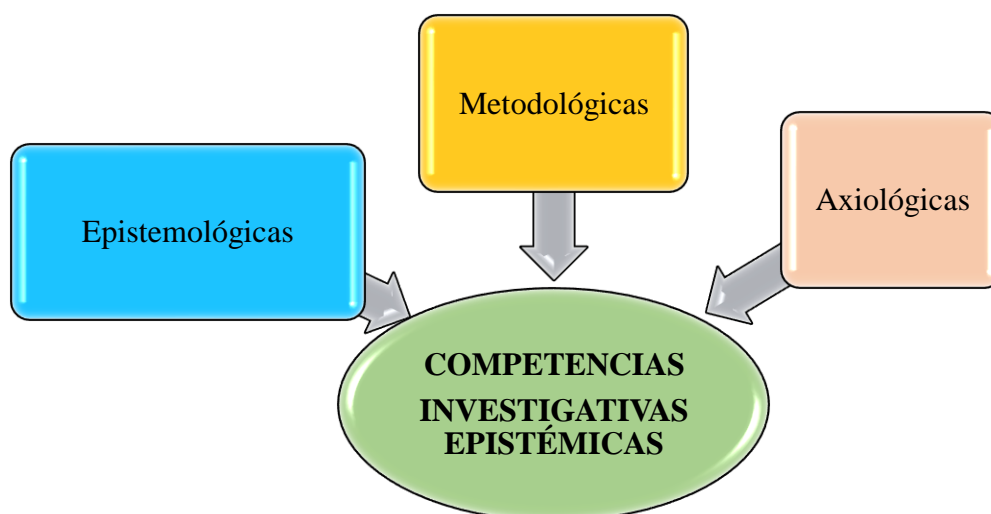 Metodológicas
Axiológicas
Epistemológicas
COMPETENCIAS
INVESTIGATIVAS
EPISTÉMICAS